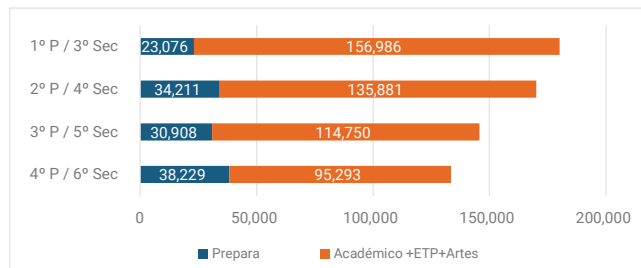 1º P / 3º Sec 23,076 156,986
2º P / 4º Sec 34,211 135,881
3º P / 5º Sec 30,908 114,750
4º P / 6º Sec 38,229 95,293
0 50,000 100,000 150,000 200,000
Prepara Académico +ETP+Artes